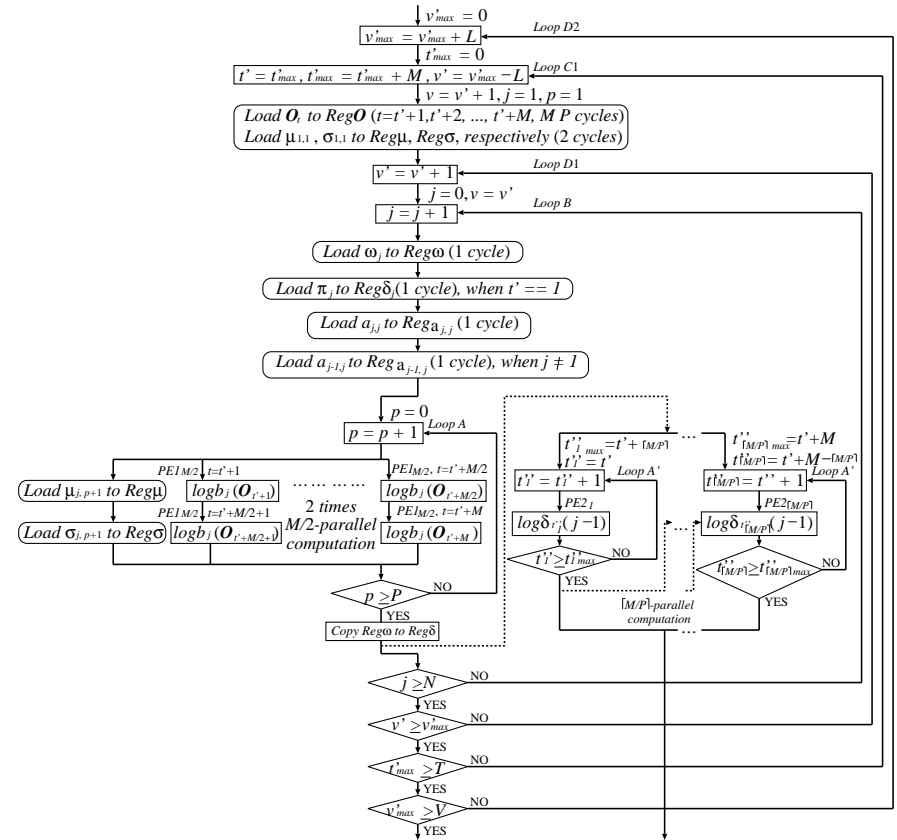 v'max = 0
Loop D2
v'max = v'max + L
t'max = 0
Loop C1
t' = t'max, t'max = t'max + M, v' = v'max − L
v = v' + 1, j = 1, p = 1
Load Ot to RegO (t=t'+1,t'+2, ..., t'+M, M P cycles)
Load μ1,1 , σ1,1 to Regμ, Regσ, respectively (2 cycles)
Loop D1
v' = v' + 1
j = 0, v = v'
Loop B
j = j + 1
Load ωj to Regω (1 cycle)
Load πj to Regδj(1 cycle), when t' == 1
Load aj,j to Regaj,j (1 cycle)
Load aj-1,j to Regaj-1,j (1 cycle), when j ≠ 1
p = 0
Loop A
p = p + 1
PE1M/2, t=t'+1
PE1M/2, t=t'+M/2
Load μj, p+1 to Regμ
logbj(Ot'+1)
... ... ... ...
logbj(Ot'+M/2)
PE1M/2, t=t'+M/2+1
2 times
PE1M/2, t=t'+M
Load σj, p+1 to Regσ
logbj(Ot'+M/2+1)
M/2-parallel
computation
logbj(Ot'+M)
p ≥ P
NO
YES
Copy Regω to Regδ
t''1 max = t' + ⌈M/P⌉
...
t''⌈M/P⌉ max = t' + M
t''1 = t'
t''⌈M/P⌉ = t' + M − ⌈M/P⌉
Loop A'
Loop A'
t''1 = t''1 + 1
t''⌈M/P⌉ = t'' + 1
PE21
PE2⌈M/P⌉
logδt''1(j−1)
...
logδt''⌈M/P⌉(j−1)
t''1 ≥ t''1max
NO
t''⌈M/P⌉ ≥ t''⌈M/P⌉max
NO
YES
YES
⌈M/P⌉-parallel
computation
...
j ≥ N
NO
YES
v' ≥ v'max
NO
YES
t'max ≥ T
NO
YES
v'max ≥ V
NO
YES